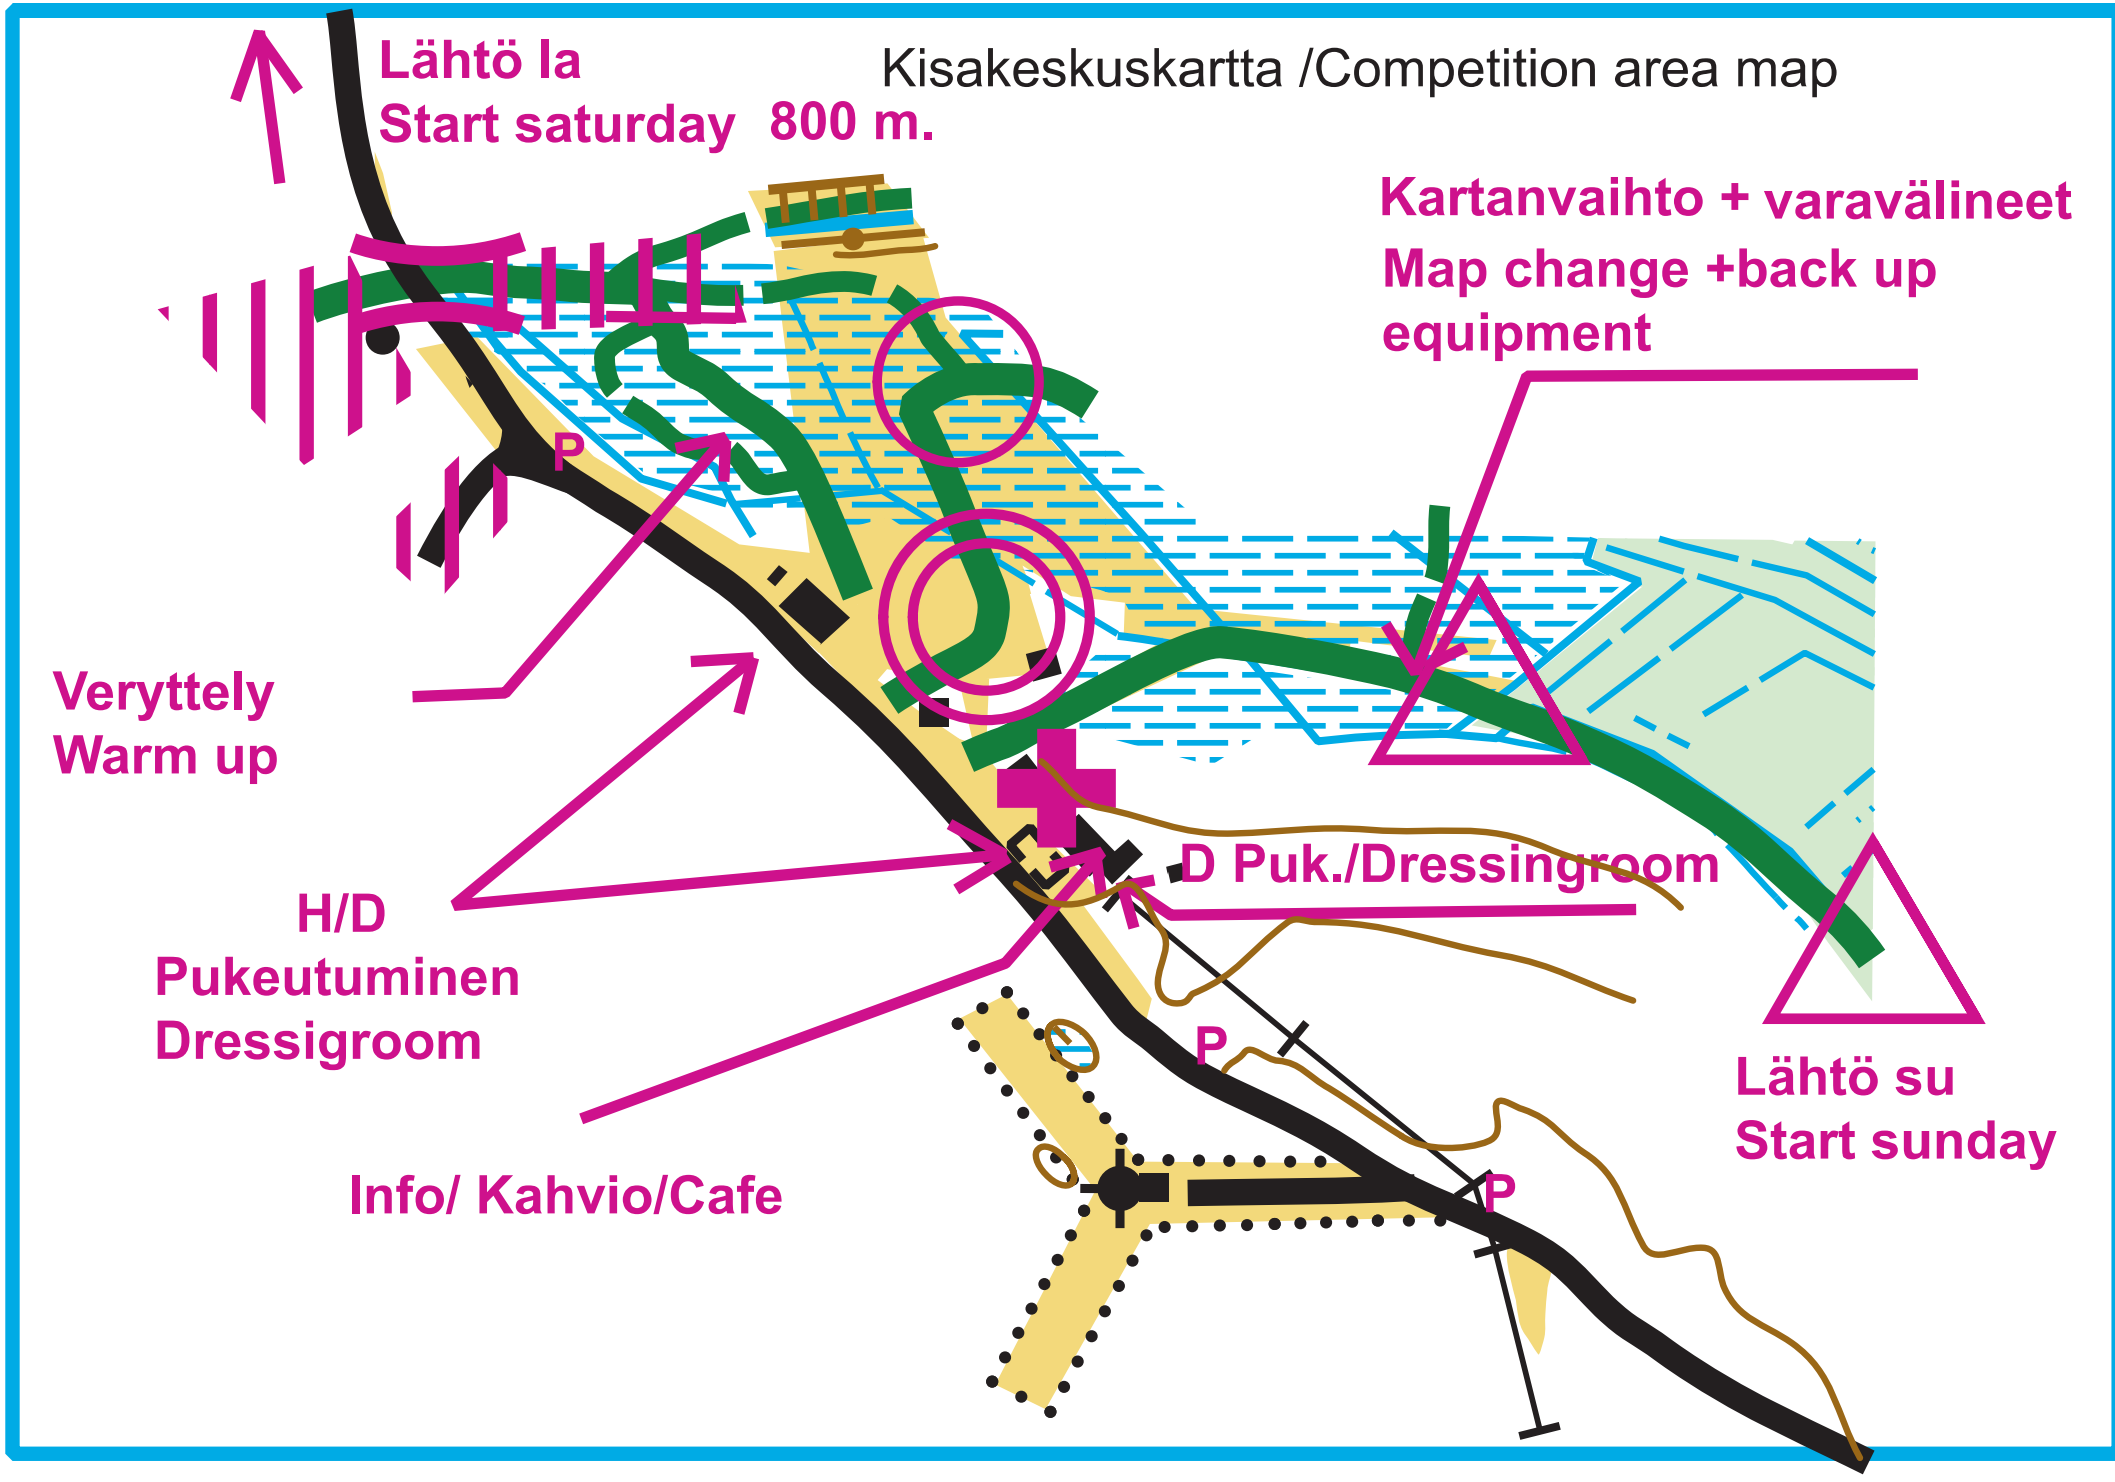 Kisakeskuskartta /Competition area map
Lähtö la
Start saturday 800 m.
Kartanvaihto + varavälineet
Map change +back up
equipment
P
Veryttely
Warm up
D Puk./Dressingroom
H/D
Pukeutuminen
Dressigroom
P
Lähtö su
Start sunday
Info/ Kahvio/Cafe
P